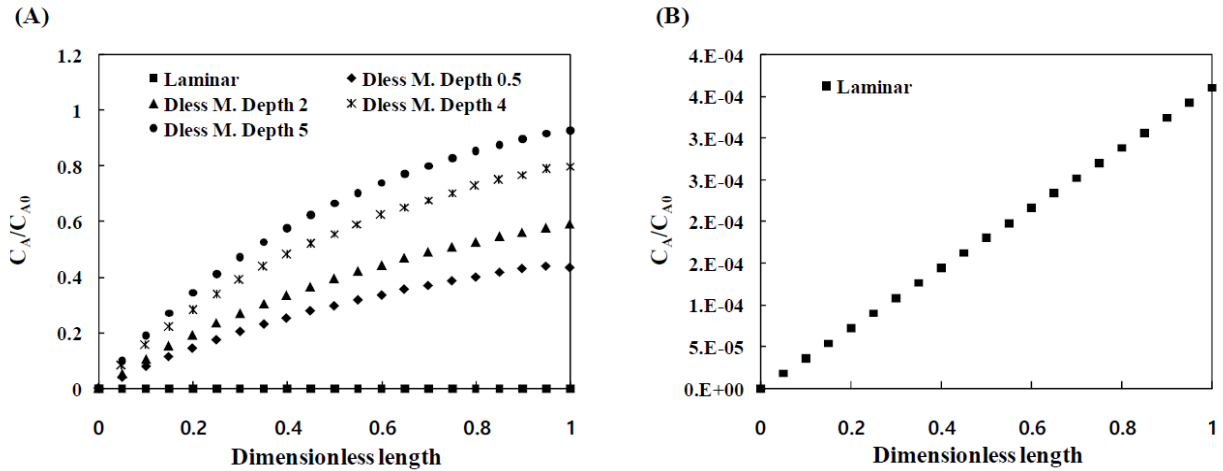 (A)
1.2
1
0.8
0.6
0.4
0.2
0
C_A/C_A0
Laminar
Dless M. Depth 0.5
Dless M. Depth 2
Dless M. Depth 4
Dless M. Depth 5
0 0.2 0.4 0.6 0.8 1
Dimensionless length
(B)
4.E-04
4.E-04
3.E-04
3.E-04
2.E-04
2.E-04
1.E-04
5.E-05
0.E+00
C_A/C_A0
Laminar
0 0.2 0.4 0.6 0.8 1
Dimensionless length